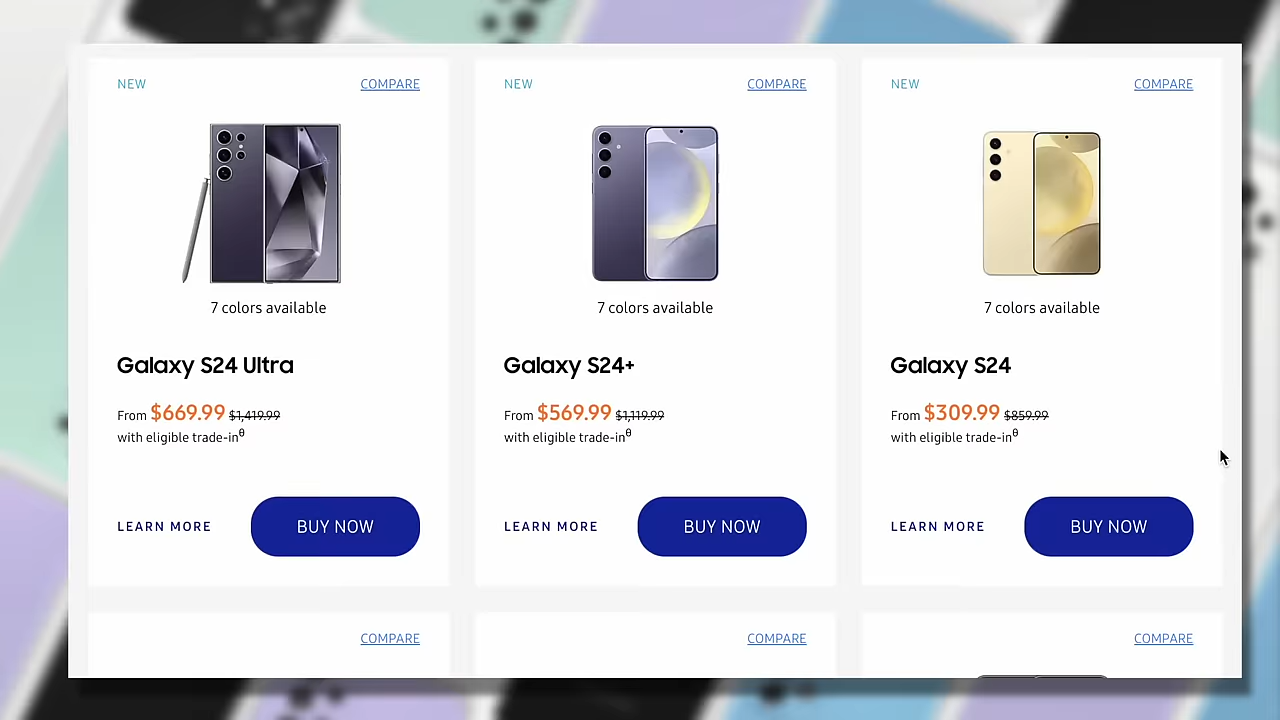 NEW COMPARE
7 colors available
Galaxy S24 Ultra
From $669.99 $1,419.99
with eligible trade-inθ
LEARN MORE BUY NOW
NEW COMPARE
7 colors available
Galaxy S24+
From $569.99 $1,119.99
with eligible trade-inθ
LEARN MORE BUY NOW
NEW COMPARE
7 colors available
Galaxy S24
From $309.99 $859.99
with eligible trade-inθ
LEARN MORE BUY NOW
COMPARE
COMPARE
COMPARE